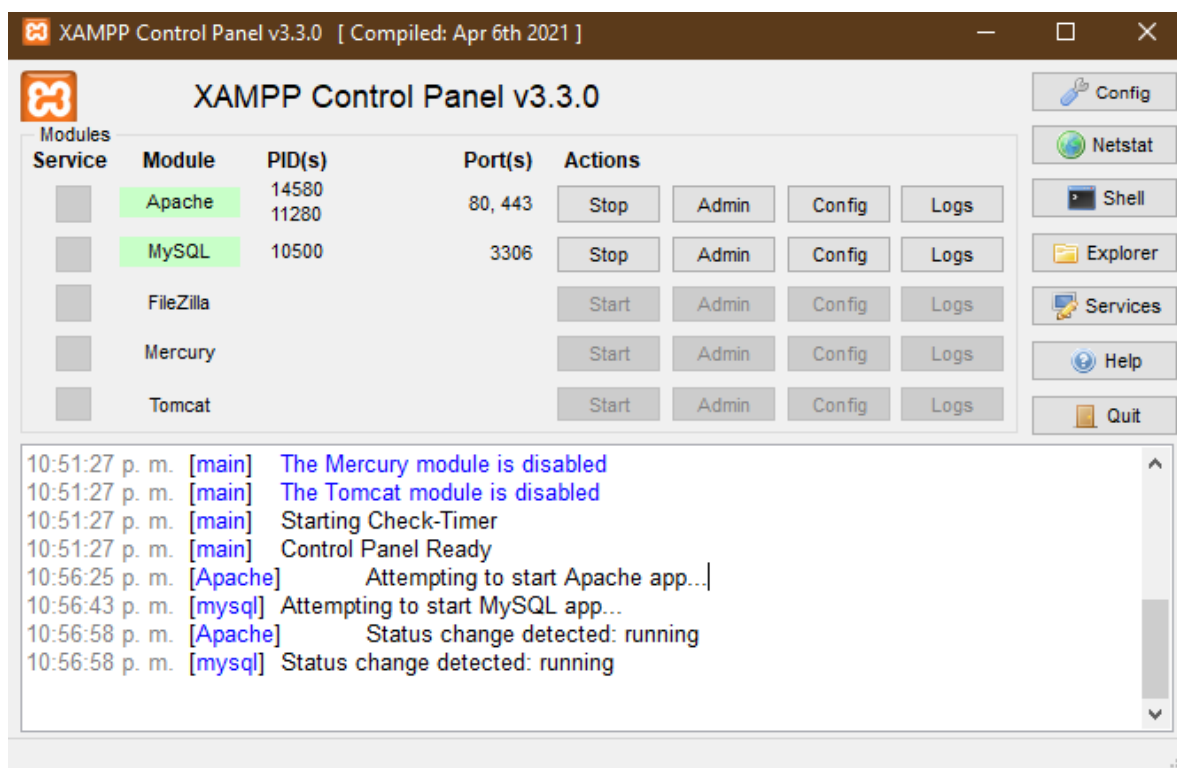 XAMPP Control Panel v3.3.0 [ Compiled: Apr 6th 2021 ]
XAMPP Control Panel v3.3.0
Config
Modules
Service Module PID(s) Port(s) Actions
Netstat
Apache 14580 11280 80, 443 Stop Admin Config Logs
Shell
MySQL 10500 3306 Stop Admin Config Logs
Explorer
FileZilla Start Admin Config Logs
Services
Mercury Start Admin Config Logs
Help
Tomcat Start Admin Config Logs
Quit
10:51:27 p. m. [main] The Mercury module is disabled
10:51:27 p. m. [main] The Tomcat module is disabled
10:51:27 p. m. [main] Starting Check-Timer
10:51:27 p. m. [main] Control Panel Ready
10:56:25 p. m. [Apache] Attempting to start Apache app...
10:56:43 p. m. [mysql] Attempting to start MySQL app...
10:56:58 p. m. [Apache] Status change detected: running
10:56:58 p. m. [mysql] Status change detected: running